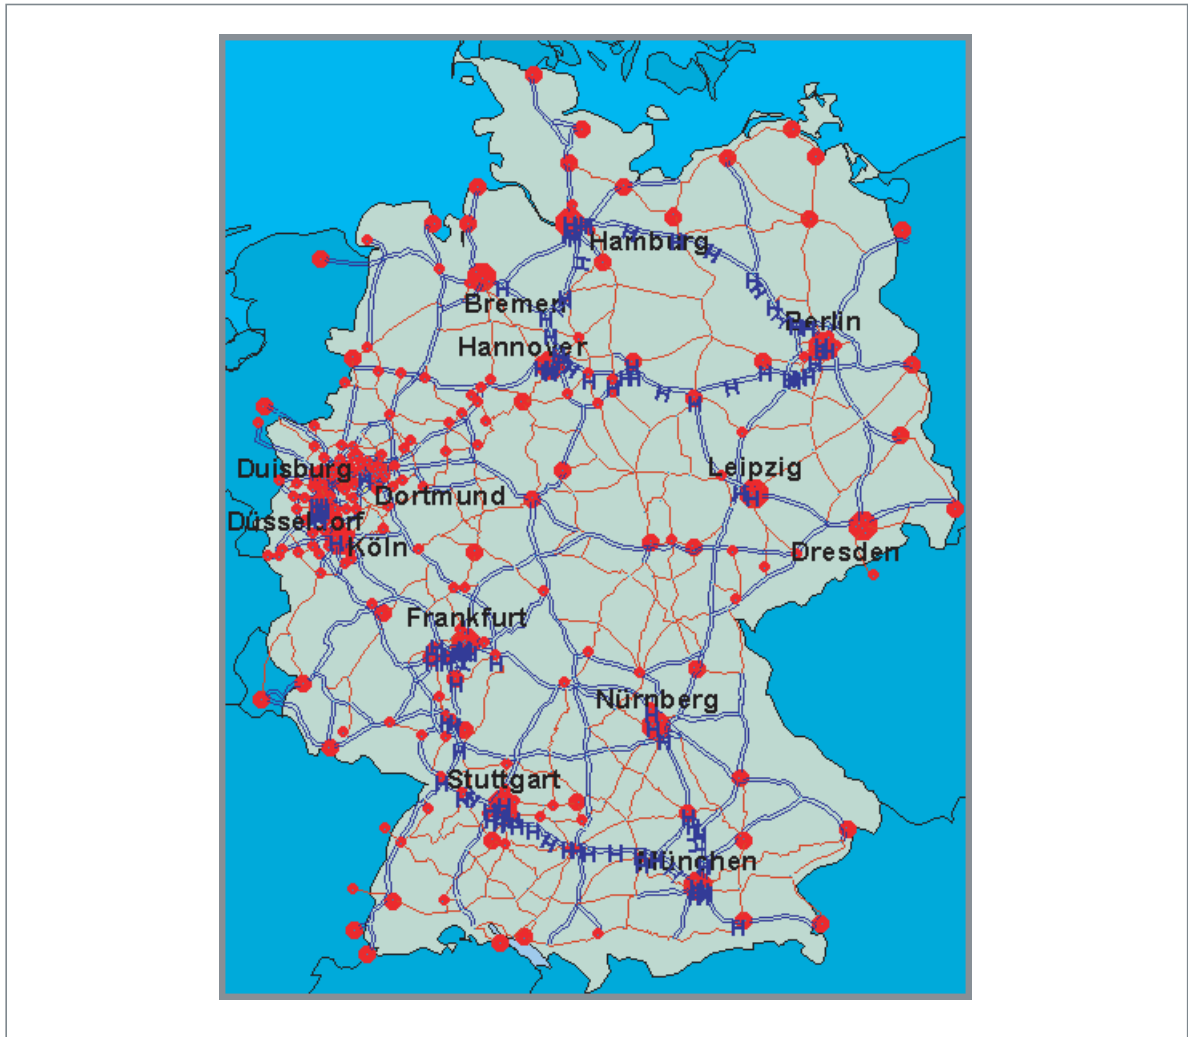 Hamburg
Bremen
Berlin
Hannover
Duisburg
Leipzig
Dortmund
Düsseldorf
Köln
Dresden
Frankfurt
Nürnberg
Stuttgart
München